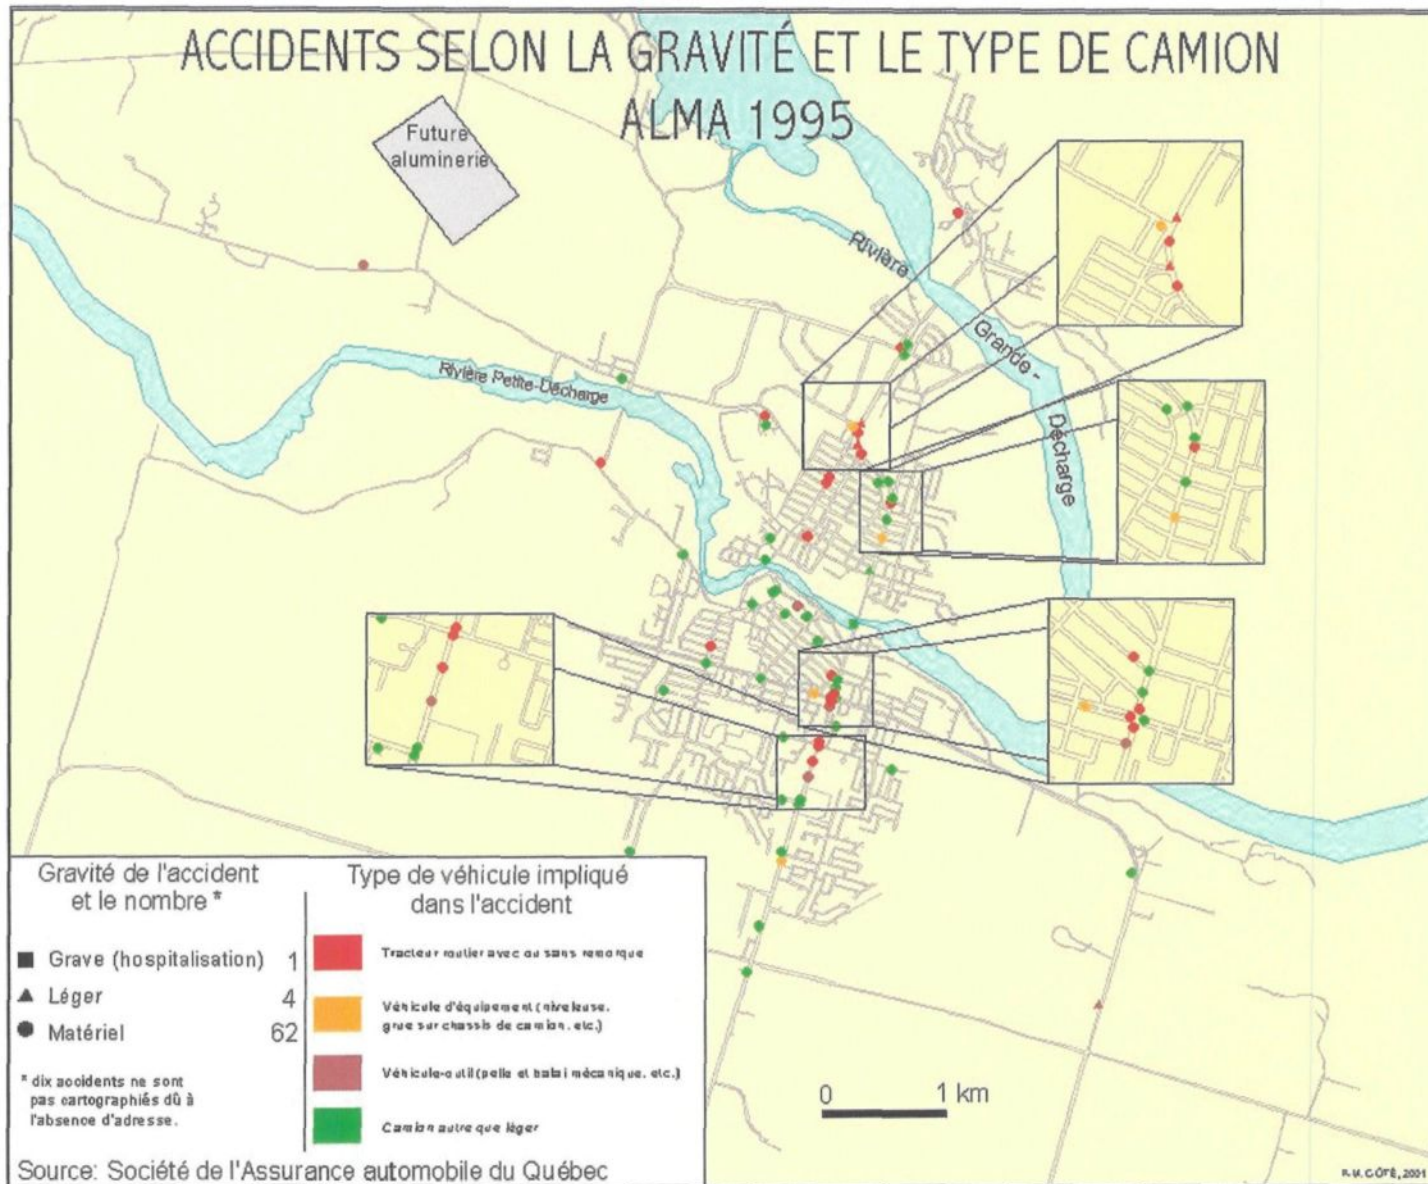 ACCIDENTS SELON LA GRAVITÉ ET LE TYPE DE CAMION
ALMA 1995
Future
aluminerie
Rivière
Grande -
Décharge
Rivière Petite-Décharge
Gravité de l'accident
et le nombre *
Grave (hospitalisation) 1
Léger 4
Matériel 62
* dix accidents ne sont
pas cartographiés dû à
l'absence d'adresse.
Type de véhicule impliqué
dans l'accident
Tracteur routier avec ou sans remorque
Véhicule d'équipement (niveleuse,
grue sur chassis de camion, etc.)
Véhicule-outil (pelle et balai mécanique, etc.)
Camion autre que léger
0 1 km
Source: Société de l'Assurance automobile du Québec
R.U. CÔTÉ, 2001